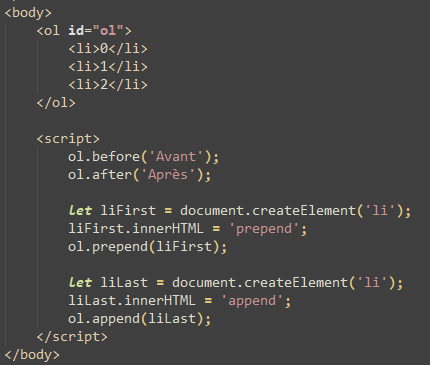 <body>
    <ol id="ol">
        <li>0</li>
        <li>1</li>
        <li>2</li>
    </ol>

    <script>
        ol.before('Avant');
        ol.after('Après');

        let liFirst = document.createElement('li');
        liFirst.innerHTML = 'prepend';
        ol.prepend(liFirst);

        let liLast = document.createElement('li');
        liLast.innerHTML = 'append';
        ol.append(liLast);
    </script>
</body>